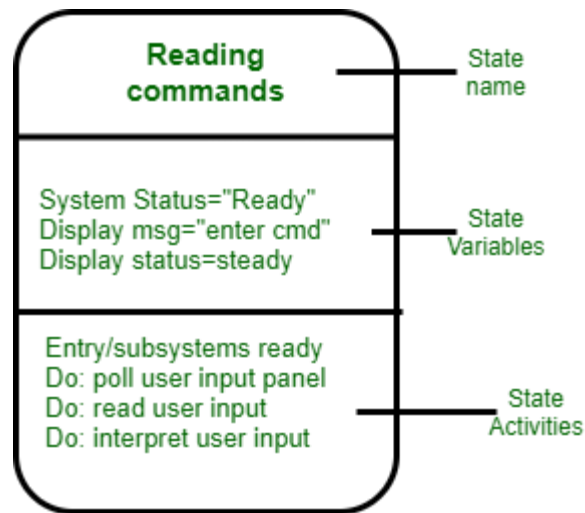 Reading
commands
State
name
System Status="Ready"
Display msg="enter cmd"
Display status=steady
State
Variables
Entry/subsystems ready
Do: poll user input panel
Do: read user input
Do: interpret user input
State
Activities